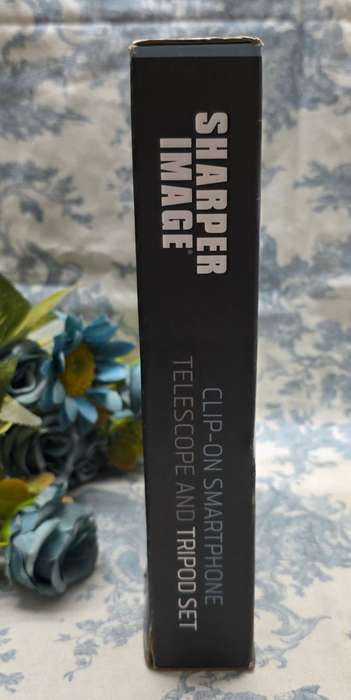 SHARPER
IMAGE®
CLIP-ON SMARTPHONE
TELESCOPE AND TRIPOD SET